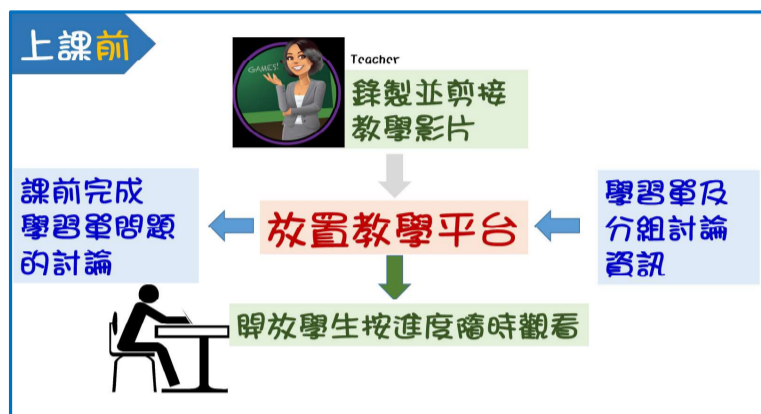 上課前
GAMES!
Teacher
錄製並剪接
教學影片
課前完成
學習單問題
的討論
放置教學平台
學習單及
分組討論
資訊
開放學生按進度隨時觀看